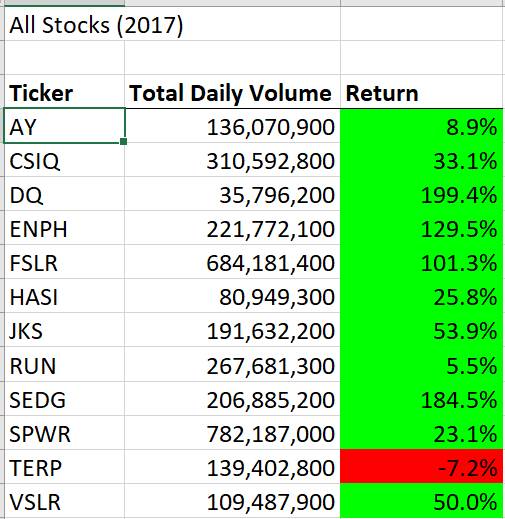 All Stocks (2017)
Ticker Total Daily Volume Return
AY 136,070,900 8.9%
CSIQ 310,592,800 33.1%
DQ 35,796,200 199.4%
ENPH 221,772,100 129.5%
FSLR 684,181,400 101.3%
HASI 80,949,300 25.8%
JKS 191,632,200 53.9%
RUN 267,681,300 5.5%
SEDG 206,885,200 184.5%
SPWR 782,187,000 23.1%
TERP 139,402,800 -7.2%
VSLR 109,487,900 50.0%